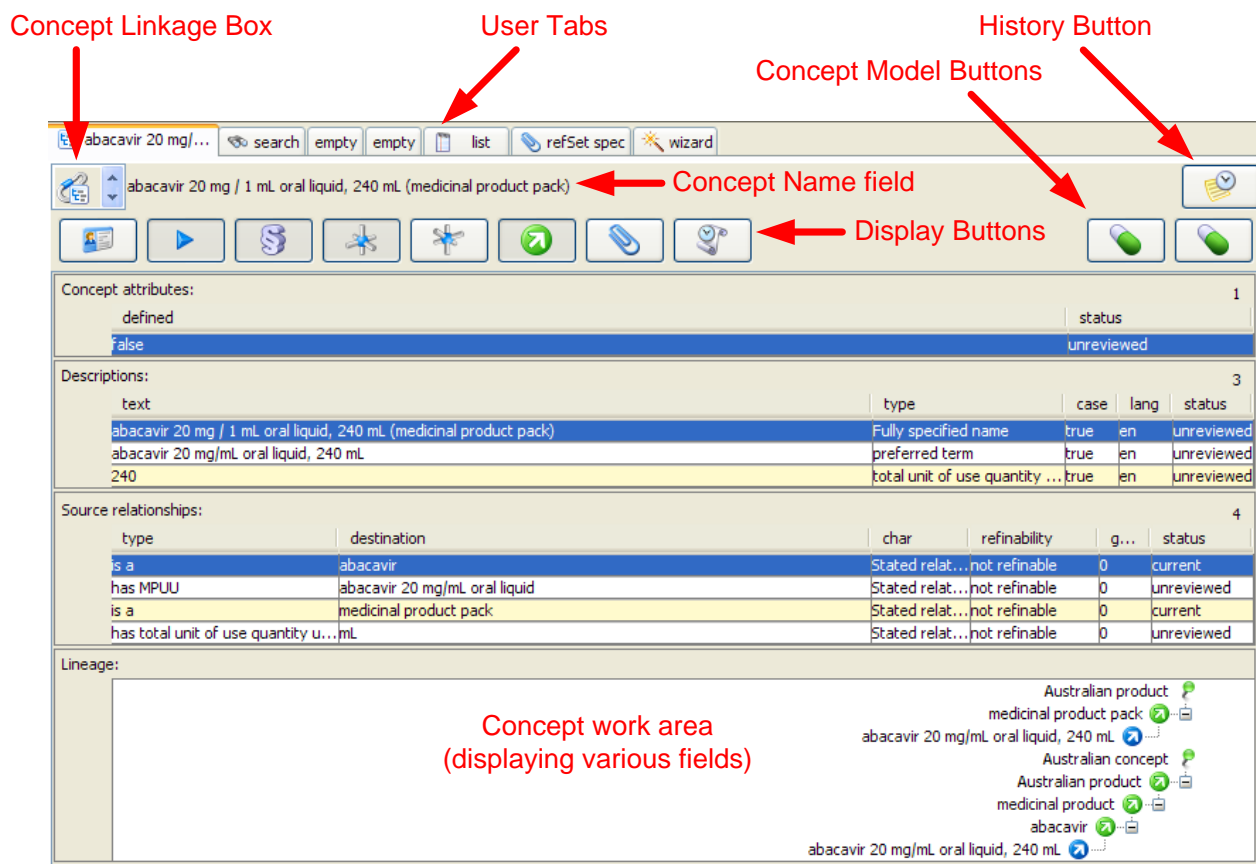 Concept Linkage Box
User Tabs
History Button
Concept Model Buttons
abacavir 20 mg/... search empty empty list refSet spec wizard
abacavir 20 mg / 1 mL oral liquid, 240 mL (medicinal product pack) Concept Name field
Display Buttons
Concept attributes: 1
defined status
false unreviewed
Descriptions: 3
text type case lang status
abacavir 20 mg / 1 mL oral liquid, 240 mL (medicinal product pack) Fully specified name true en unreviewed
abacavir 20 mg/mL oral liquid, 240 mL preferred term true en unreviewed
240 total unit of use quantity ... true en unreviewed
Source relationships: 4
type destination char refinability g... status
is a abacavir Stated relat... not refinable 0 current
has MPUU abacavir 20 mg/mL oral liquid Stated relat... not refinable 0 unreviewed
is a medicinal product pack Stated relat... not refinable 0 current
has total unit of use quantity u... mL Stated relat... not refinable 0 unreviewed
Lineage:
Australian product
medicinal product pack
abacavir 20 mg/mL oral liquid, 240 mL
Australian concept
Australian product
medicinal product
abacavir
abacavir 20 mg/mL oral liquid, 240 mL
Concept work area
(displaying various fields)